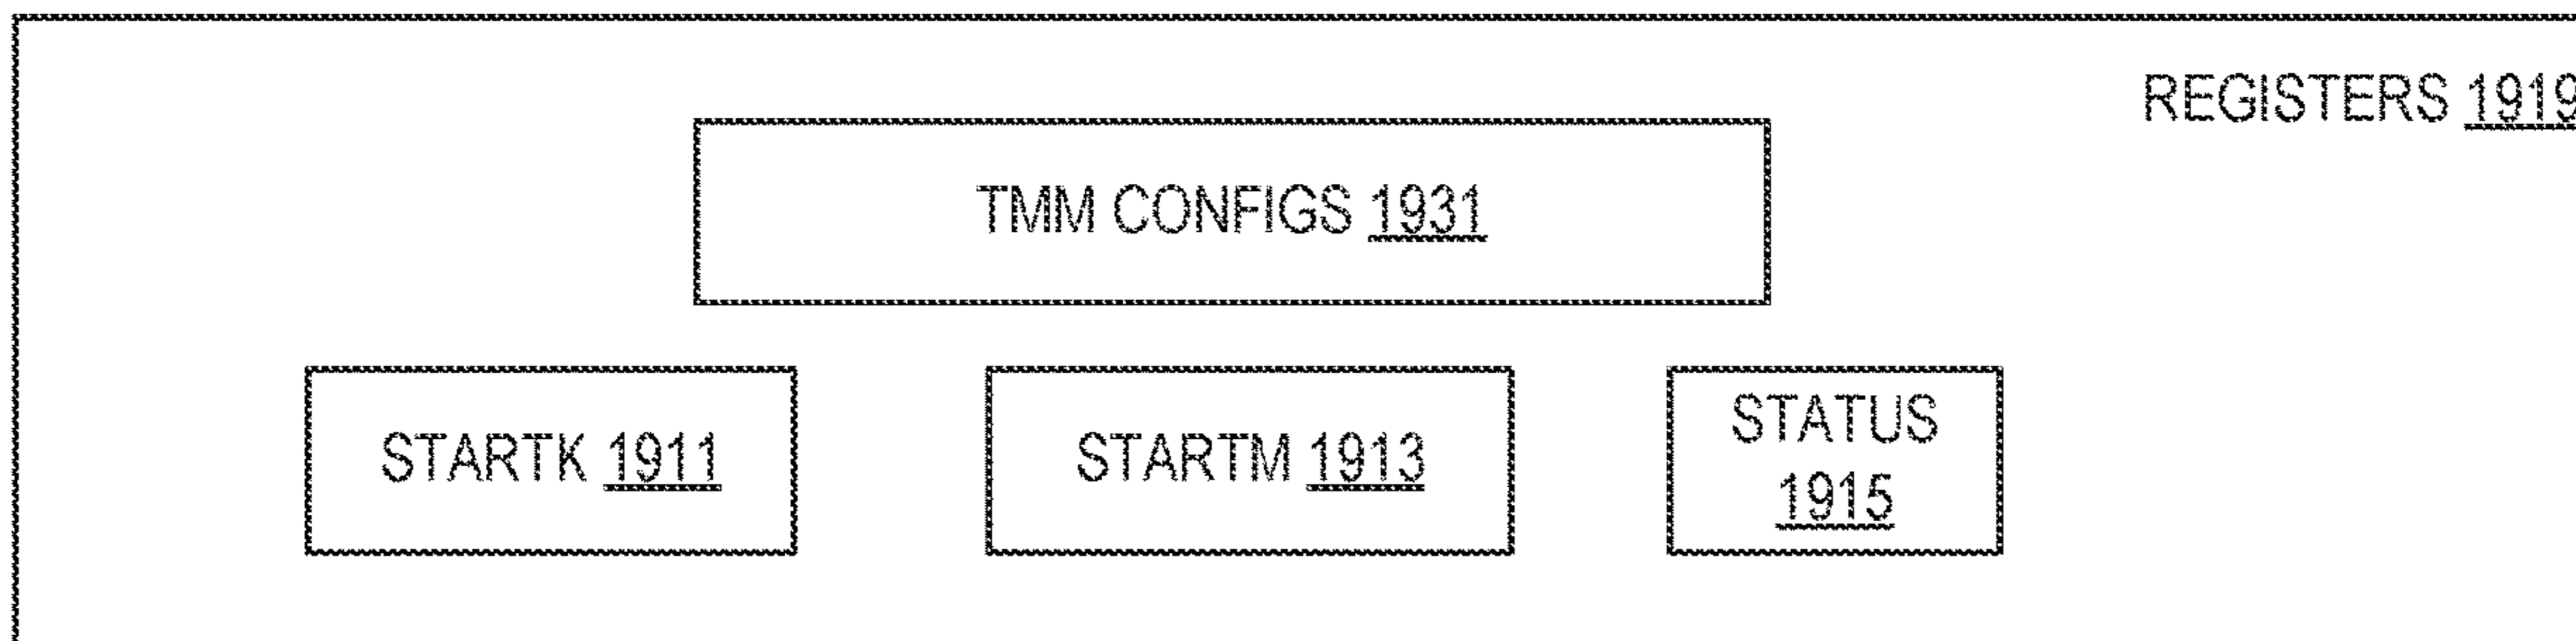 REGISTERS 1919
TMM CONFIGS 1931
STARTK 1911
STARTM 1913
STATUS
1915